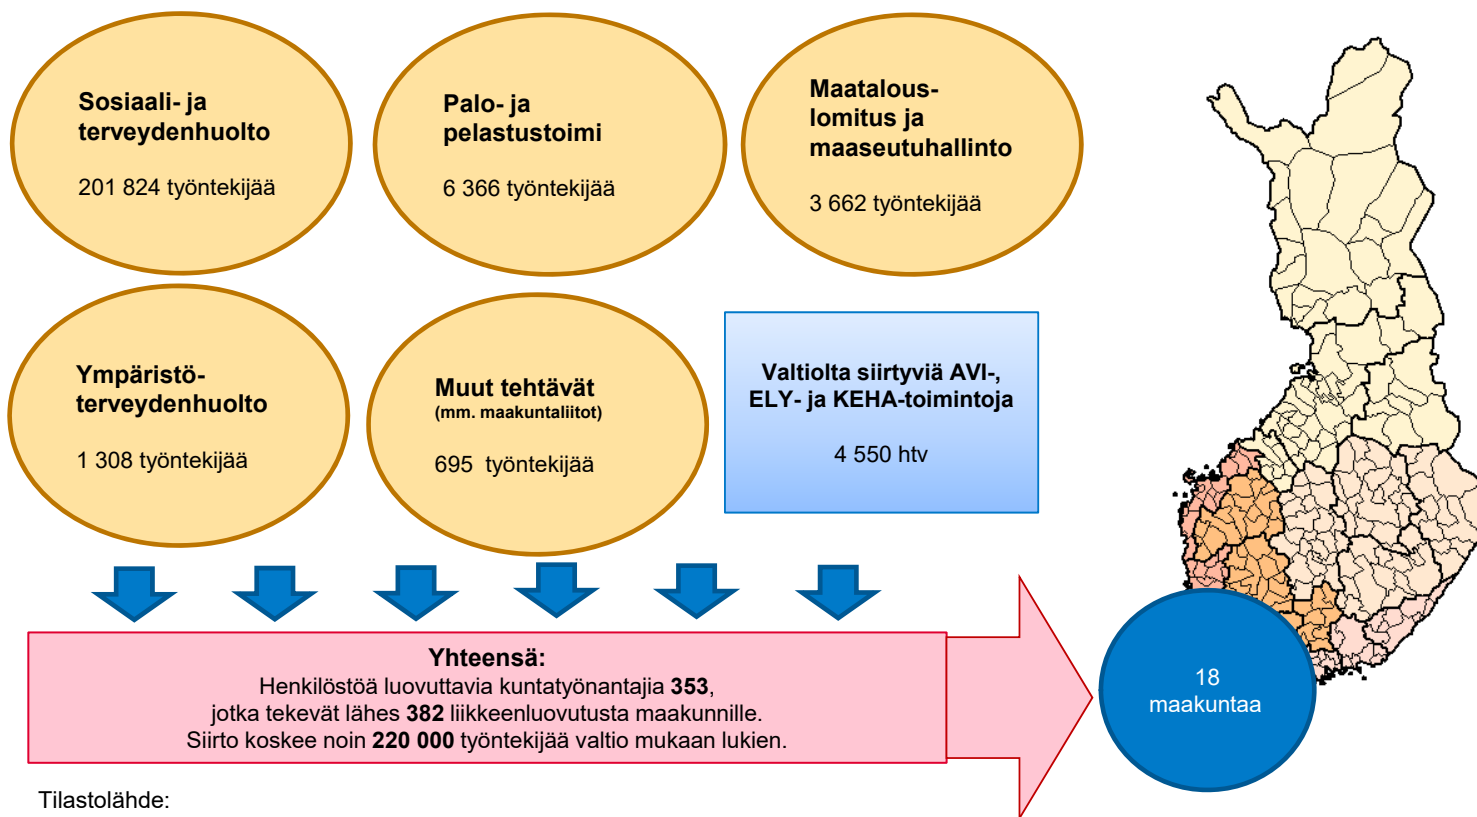 Sosiaali- ja
terveydenhuolto
201 824 työntekijää
Palo- ja
pelastustoimi
6 366 työntekijää
Maatalous-
lomitus ja
maaseutuhallinto
3 662 työntekijää
Ympäristö-
terveydenhuolto
1 308 työntekijää
Muut tehtävät
(mm. maakuntaliitot)
695 työntekijää
Valtiolta siirtyviä AVI-,
ELY- ja KEHA-toimintoja
4 550 htv
Yhteensä:
Henkilöstöä luovuttavia kuntatyönantajia 353,
jotka tekevät lähes 382 liikkeenluovutusta maakunnille.
Siirto koskee noin 220 000 työntekijää valtio mukaan lukien.
18
maakuntaa
Tilastolähde: